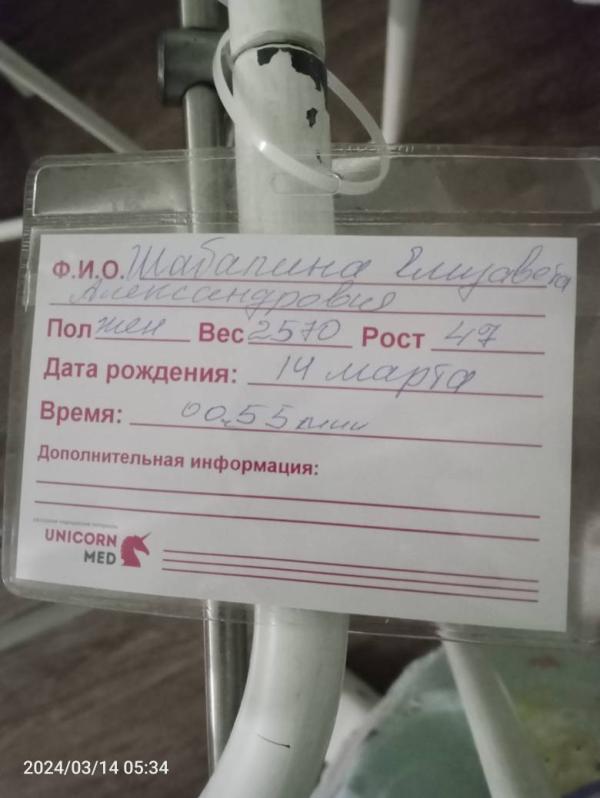 Ф.И.О. Шабалина Елизавета
Александровна
Пол жен Вес 2570 Рост 47
Дата рождения: 14 марта
Время: 00.55 мин
Дополнительная информация:
UNICORN
MED
2024/03/14 05:34